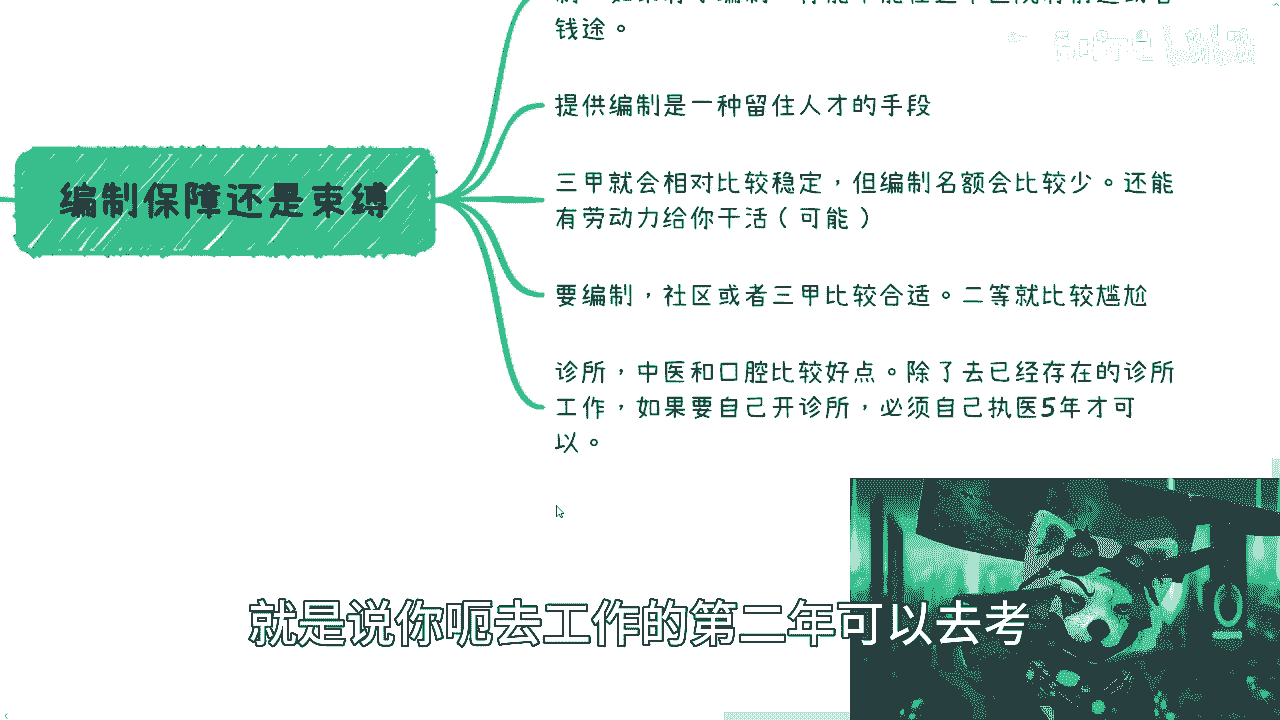 钱途。
提供编制是一种留住人才的手段
三甲就会相对比较稳定，但编制名额会比较少。还能
有劳动力给你干活（可能）
编制保障还是束缚
要编制，社区或者三甲比较合适。二等就比较尴尬
诊所，中医和口腔比较好点。除了去已经存在的诊所
工作，如果要自己开诊所，必须自己执医5年才可
以。
就是说你呃去工作的第二年可以去考